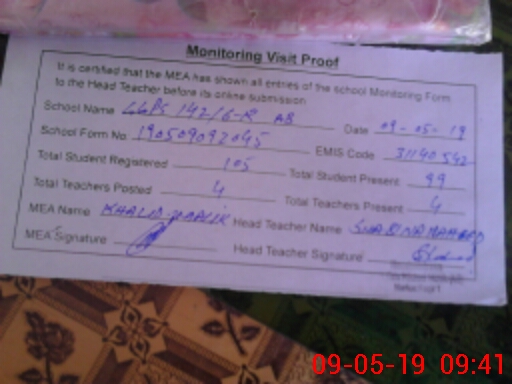 Monitoring Visit Proof
It is certified that the MEA has shown all entries of the school Monitoring Form
to the Head Teacher before its online submission
School Name GGPS 142/6-R AB Date 09-05-19
School Form No 190509092045 EMIS Code 31140542
Total Student Registered 105 Total Student Present 99
Total Teachers Posted 4 Total Teachers Present 4
MEA Name KHALID Head Teacher Name
MEA Signature Head Teacher Signature
09-05-19 09:41